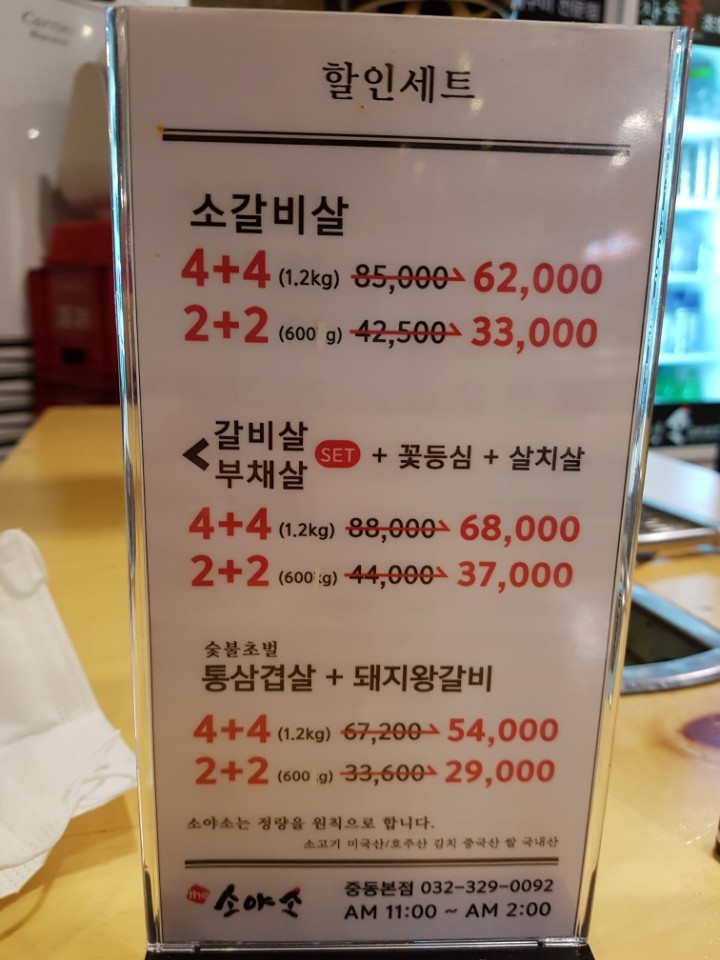 할인세트
소갈비살
4+4 (1.2kg) 85,000 62,000
2+2 (600 g) 42,500 33,000
< 갈비살
부채살 SET + 꽃등심 + 살치살
4+4 (1.2kg) 88,000 68,000
2+2 (600 g) 44,000 37,000
숯불초벌
통삼겹살 + 돼지왕갈비
4+4 (1.2kg) 67,200 54,000
2+2 (600 g) 33,600 29,000
소야소는 정량을 원칙으로 합니다.
소고기 미국산/호주산 김치 중국산 쌀 국내산
the 소야소
중동본점 032-329-0092
AM 11:00 ~ AM 2:00